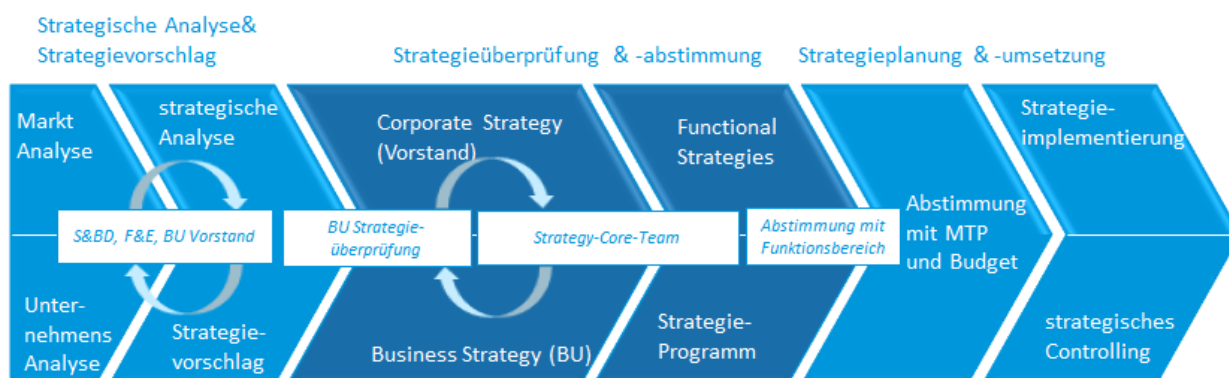 Strategische Analyse&
Strategievorschlag
Strategieüberprüfung & -abstimmung
Strategieplanung & -umsetzung
Markt
Analyse
strategische
Analyse
Corporate Strategy
(Vorstand)
Functional
Strategies
Strategie-
implementierung
S&BD, F&E, BU Vorstand
BU Strategie-
überprüfung
Strategy-Core-Team
Abstimmung mit
Funktionsbereich
Abstimmung
mit MTP
und Budget
Unter-
nehmens
Analyse
Strategie-
vorschlag
Business Strategy (BU)
Strategie-
Programm
strategisches
Controlling